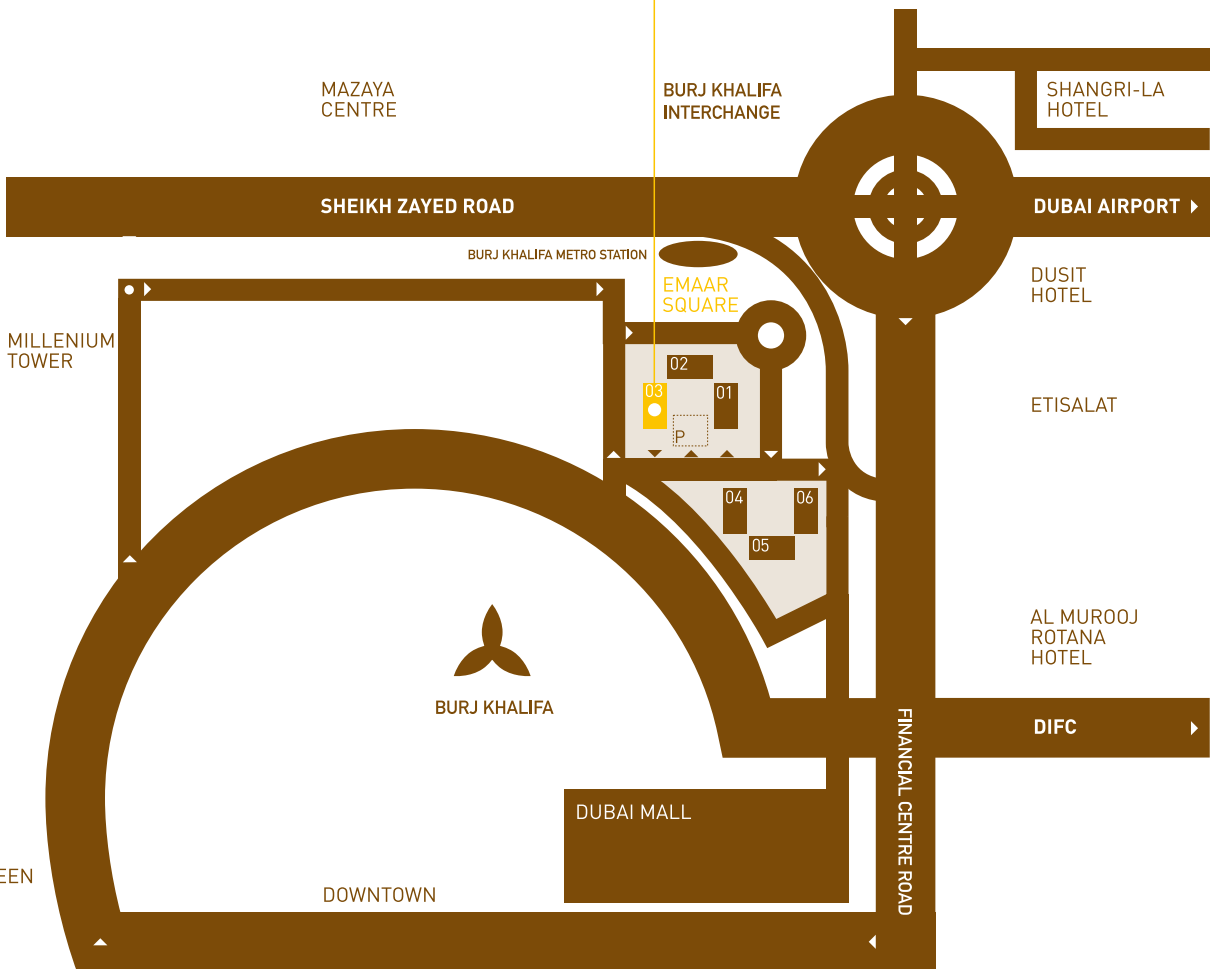 MAZAYA
CENTRE
BURJ KHALIFA
INTERCHANGE
SHANGRI-LA
HOTEL
SHEIKH ZAYED ROAD
DUBAI AIRPORT
BURJ KHALIFA METRO STATION
EMAAR
SQUARE
DUSIT
HOTEL
MILLENIUM
TOWER
02
03
01
P
ETISALAT
04
06
05
AL MUROOJ
ROTANA
HOTEL
BURJ KHALIFA
FINANCIAL CENTRE ROAD
DIFC
DUBAI MALL
EEN
DOWNTOWN